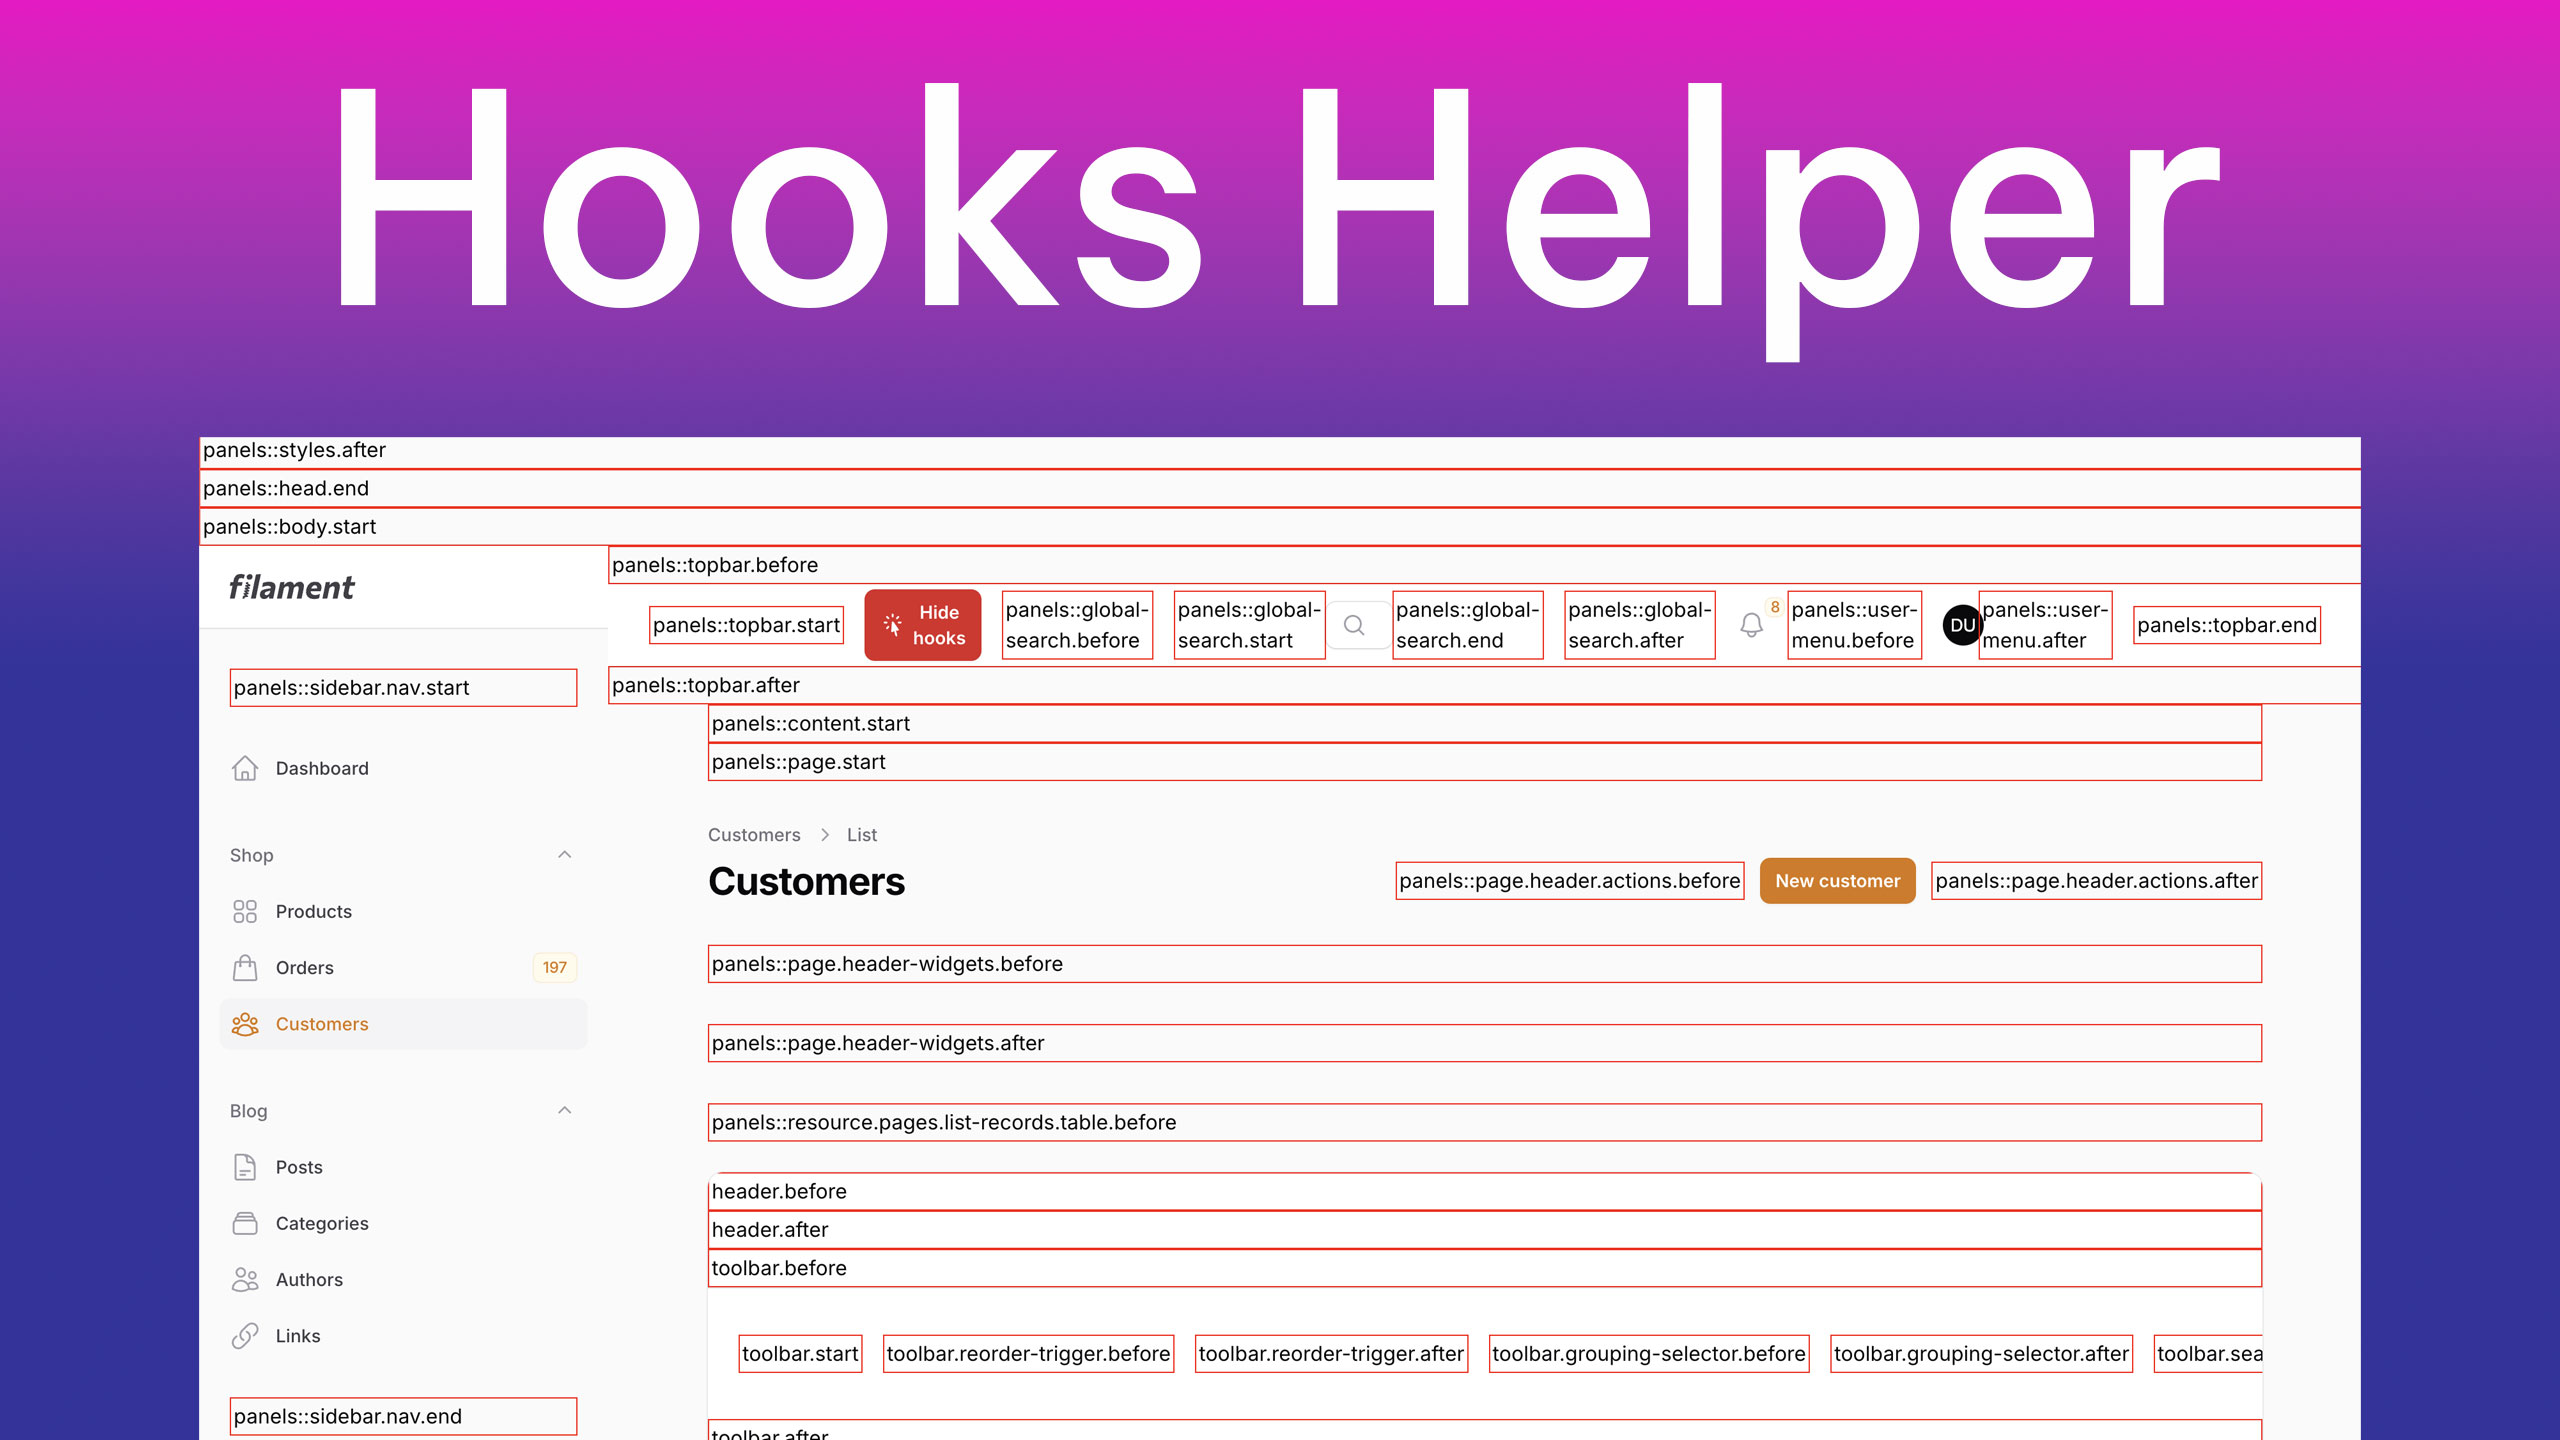 Hooks Helper
panels::styles.after
panels::head.end
panels::body.start
filament
panels::topbar.before
panels::topbar.start
Hide
hooks
panels::global-
search.before
panels::global-
search.start
panels::global-
search.end
panels::global-
search.after
8
panels::user-
menu.before
DU
panels::user-
menu.after
panels::topbar.end
panels::topbar.after
panels::sidebar.nav.start
Dashboard
Shop
Products
Orders
197
Customers
Blog
Posts
Categories
Authors
Links
panels::sidebar.nav.end
panels::content.start
panels::page.start
Customers > List
Customers
panels::page.header.actions.before
New customer
panels::page.header.actions.after
panels::page.header-widgets.before
panels::page.header-widgets.after
panels::resource.pages.list-records.table.before
header.before
header.after
toolbar.before
toolbar.start
toolbar.reorder-trigger.before
toolbar.reorder-trigger.after
toolbar.grouping-selector.before
toolbar.grouping-selector.after
toolbar.sea
toolbar.after